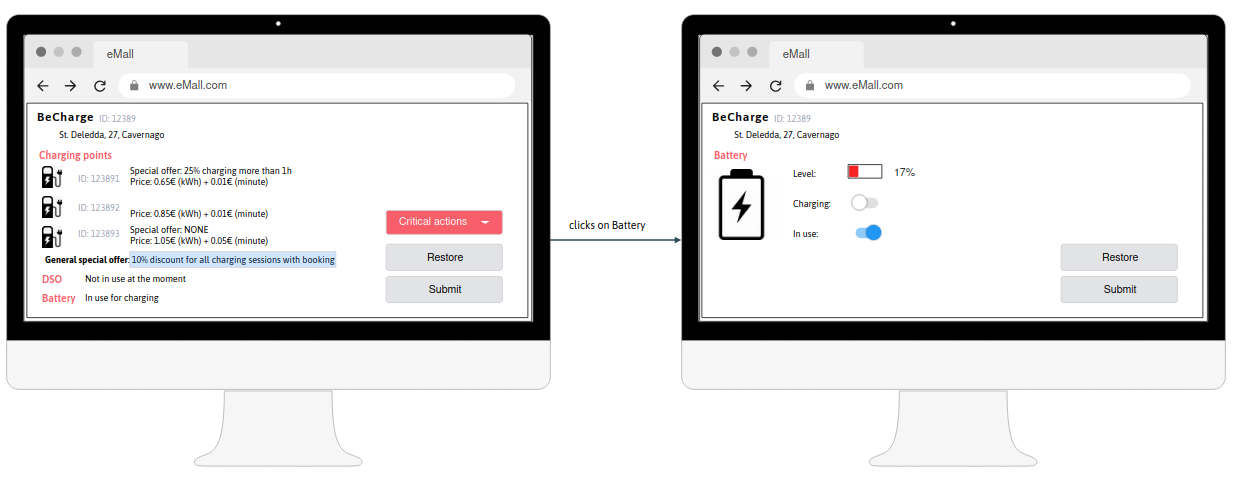 eMall
www.eMall.com
BeCharge ID: 12389
St. Deledda, 27, Cavernago
Charging points
ID: 123891
Special offer: 25% charging more than 1h
Price: 0.65€ (kWh) + 0.01€ (minute)
ID: 123892
Price: 0.85€ (kWh) + 0.01€ (minute)
ID: 123893
Special offer: NONE
Price: 1.05€ (kWh) + 0.05€ (minute)
General special offer: 10% discount for all charging sessions with booking
DSO Not in use at the moment
Battery In use for charging
Critical actions
Restore
Submit
clicks on Battery
eMall
www.eMall.com
BeCharge ID: 12389
St. Deledda, 27, Cavernago
Battery
Level: 17%
Charging:
In use:
Restore
Submit